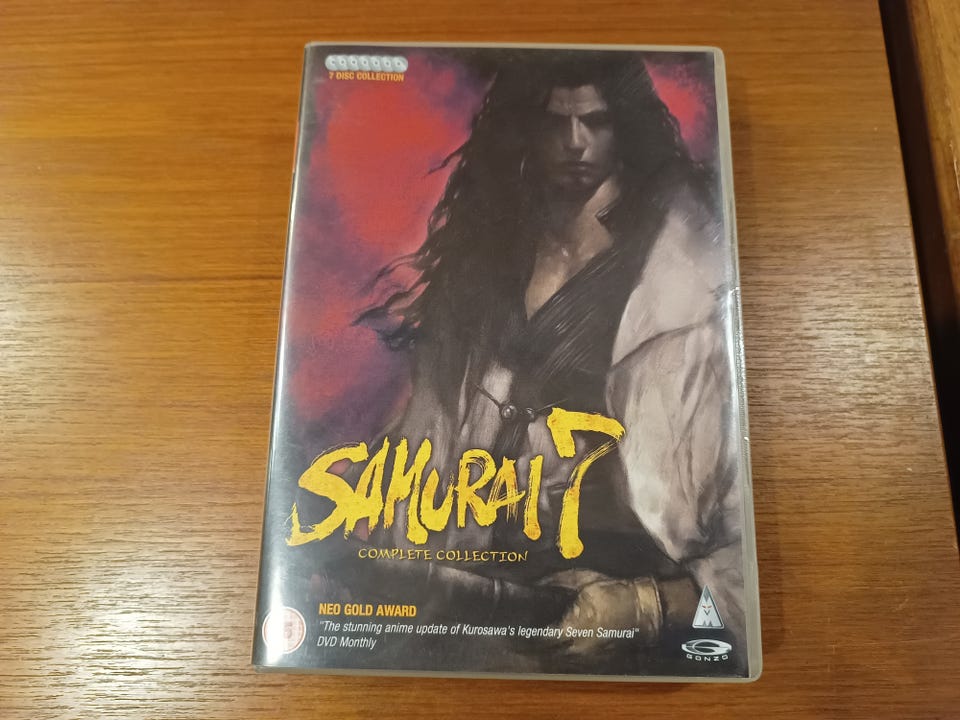 7 DISC COLLECTION
SAMURAI 7
COMPLETE COLLECTION
NEO GOLD AWARD
"The stunning anime update of Kurosawa's legendary Seven Samurai"
DVD Monthly
15
GONZO